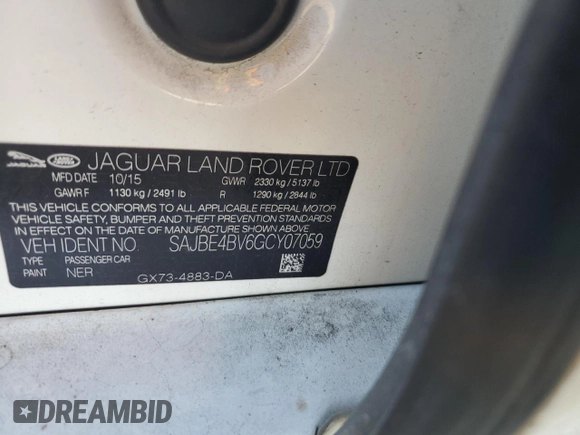 LAND ROVER JAGUAR LAND ROVER LTD
MFD DATE 10/15 GVWR 2330 kg / 5137 lb
GAWR F 1130 kg / 2491 lb R 1290 kg / 2844 lb
THIS VEHICLE CONFORMS TO ALL APPLICABLE FEDERAL MOTOR
VEHICLE SAFETY, BUMPER AND THEFT PREVENTION STANDARDS
IN EFFECT ON THE DATE OF MANUFACTURE SHOWN ABOVE.
VEH IDENT NO. SAJBE4BV6GCY07059
TYPE PASSENGER CAR
PAINT NER
GX73-4883-DA
DREAMBID